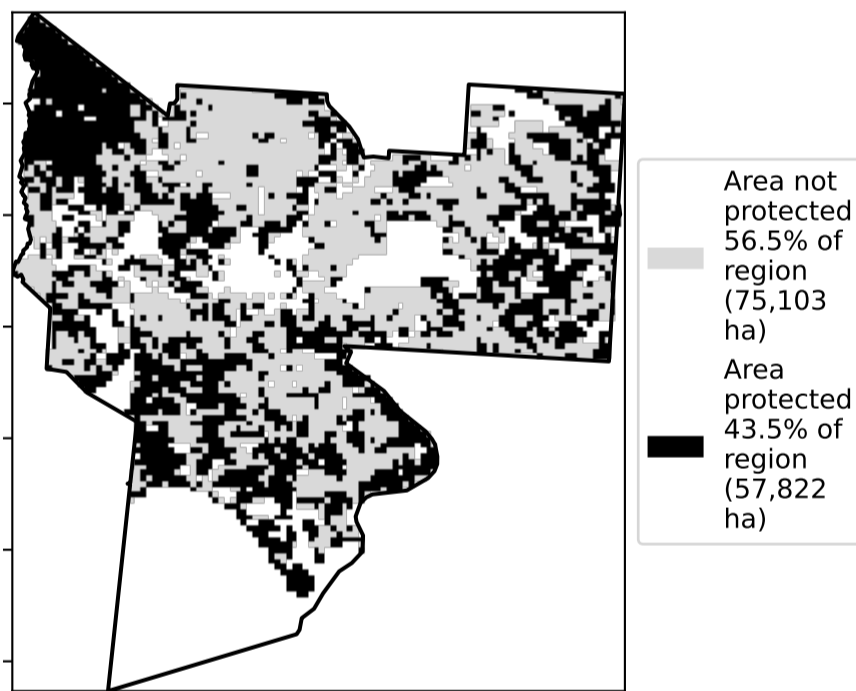 Area not
protected
56.5% of
region
(75,103
ha)
Area
protected
43.5% of
region
(57,822
ha)